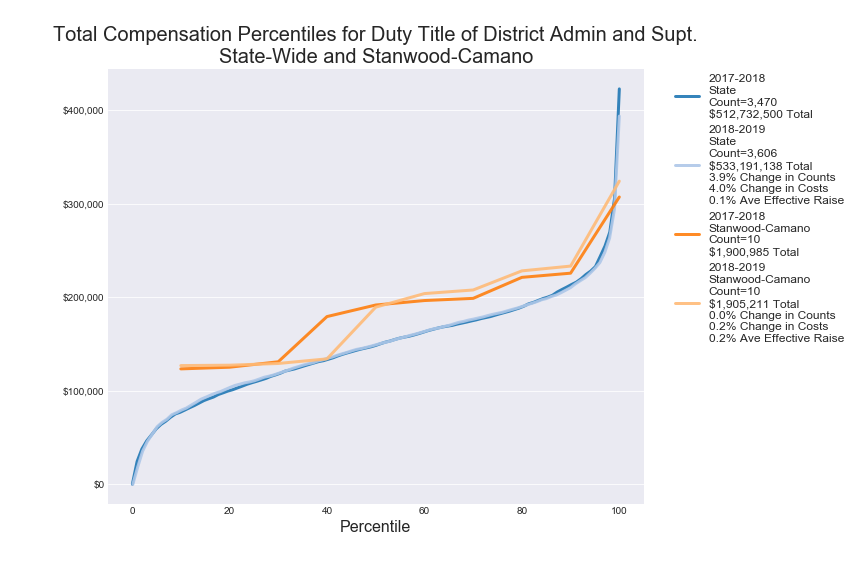 Total Compensation Percentiles for Duty Title of District Admin and Supt.
State-Wide and Stanwood-Camano
$400,000
$300,000
$200,000
$100,000
$0
0
20
40
60
80
100
Percentile
2017-2018
State
Count=3,470
$512,732,500 Total
2018-2019
State
Count=3,606
$533,191,138 Total
3.9% Change in Counts
4.0% Change in Costs
0.1% Ave Effective Raise
2017-2018
Stanwood-Camano
Count=10
$1,900,985 Total
2018-2019
Stanwood-Camano
Count=10
$1,905,211 Total
0.0% Change in Counts
0.2% Change in Costs
0.2% Ave Effective Raise